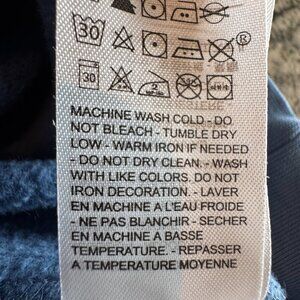 30
®
30
MACHINE WASH COLD - DO
NOT BLEACH - TUMBLE DRY
LOW - WARM IRON IF NEEDED
- DO NOT DRY CLEAN. - WASH
WITH LIKE COLORS. DO NOT
IRON DECORATION. - LAVER
EN MACHINE A L'EAU FROIDE
- NE PAS BLANCHIR - SECHER
EN MACHINE A BASSE
TEMPERATURE. - REPASSER
A TEMPERATURE MOYENNE